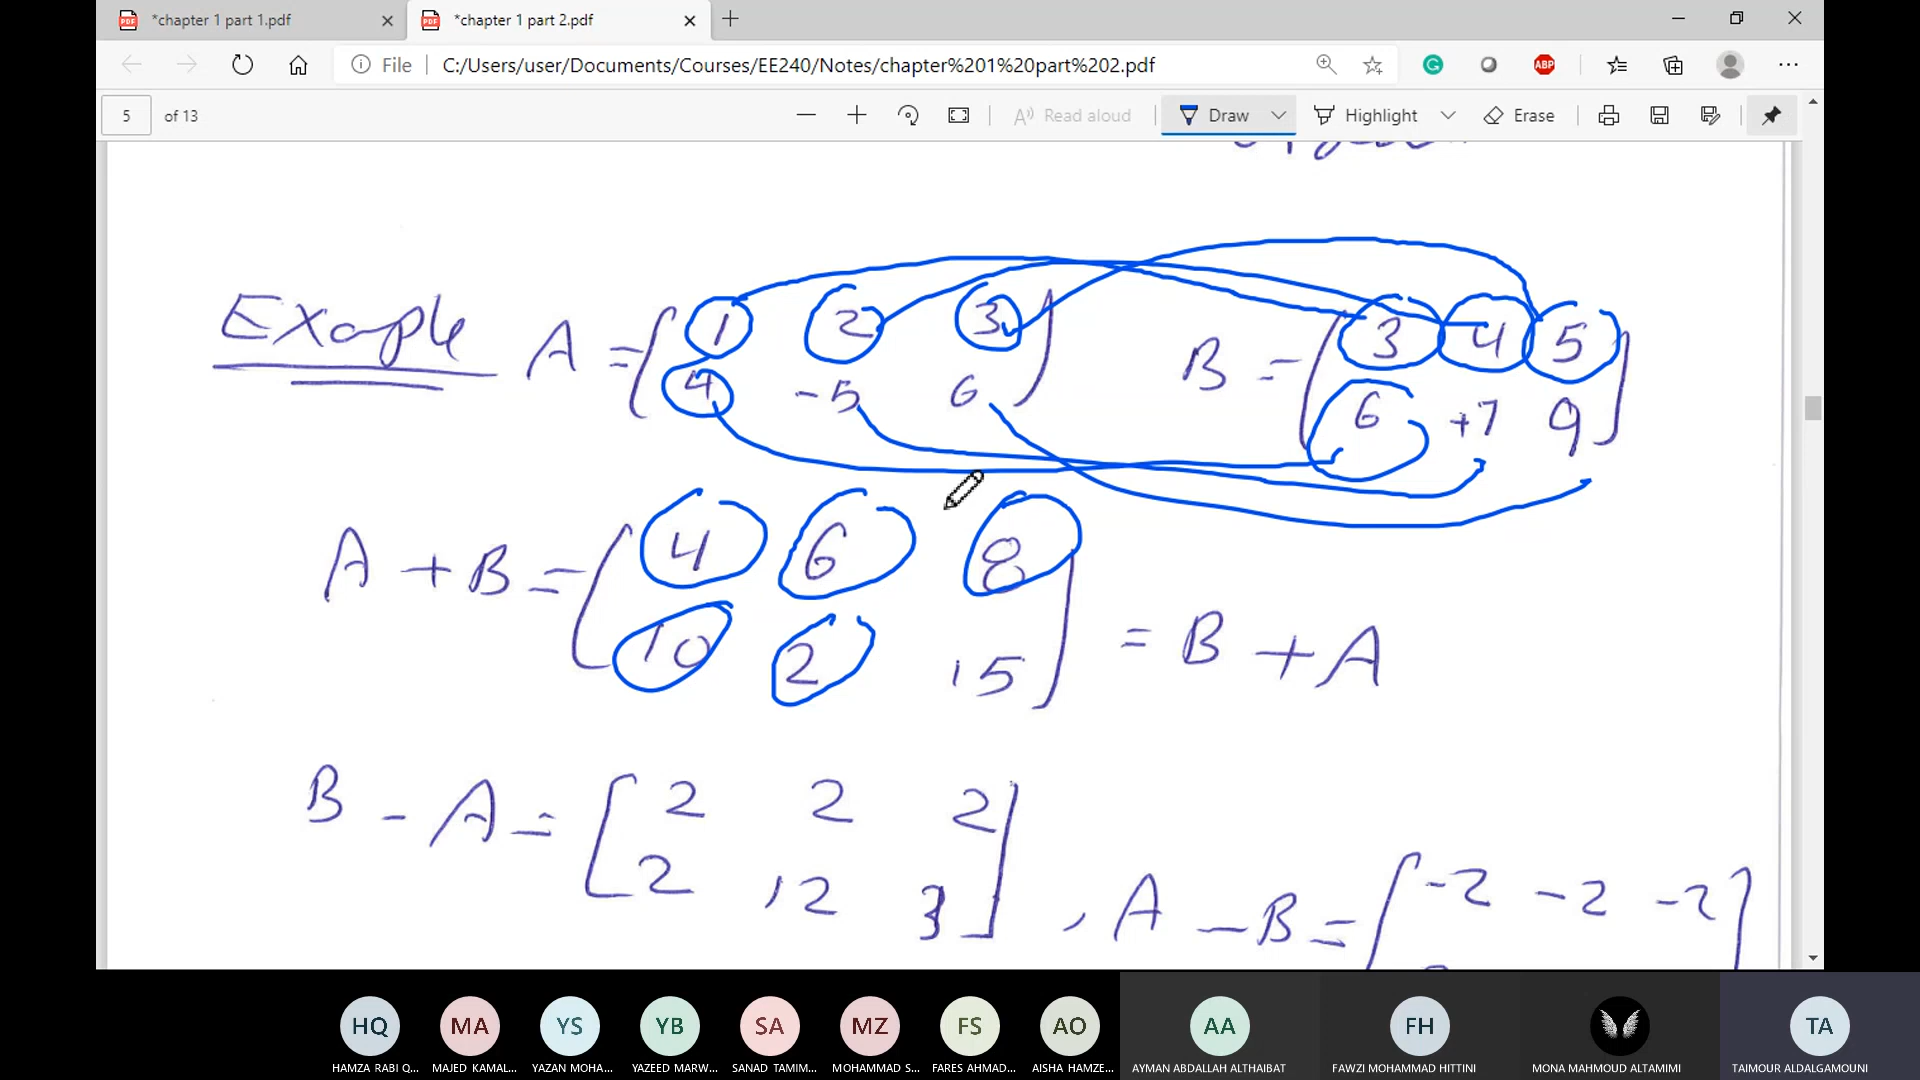 *chapter 1 part 1.pdf
*chapter 1 part 2.pdf
File C:/Users/user/Documents/Courses/EE240/Notes/chapter%201%20part%202.pdf
ABP
5 of 13 Read aloud Draw Highlight Erase
Example A = [ 1 2 3 ] B = [ 3 4 5 ]
4 -5 6 6 +7 9
A + B = [ 4 6 8 ]
10 2 15 = B + A
B - A = [ 2 2 2 ]
2 12 3 , A - B = [ -2 -2 -2 ]
HQ MA YS YB SA MZ FS AO AA FH TA
HAMZA RABI Q... MAJED KAMAL... YAZAN MOHA... YAZEED MARW... SANAD TAMIM... MOHAMMAD S... FARES AHMAD... AISHA HAMZE... AYMAN ABDALLAH ALTHAIBAT FAWZI MOHAMMAD HITTINI MONA MAHMOUD ALTAMIMI TAIMOUR ALDALGAMOUNI